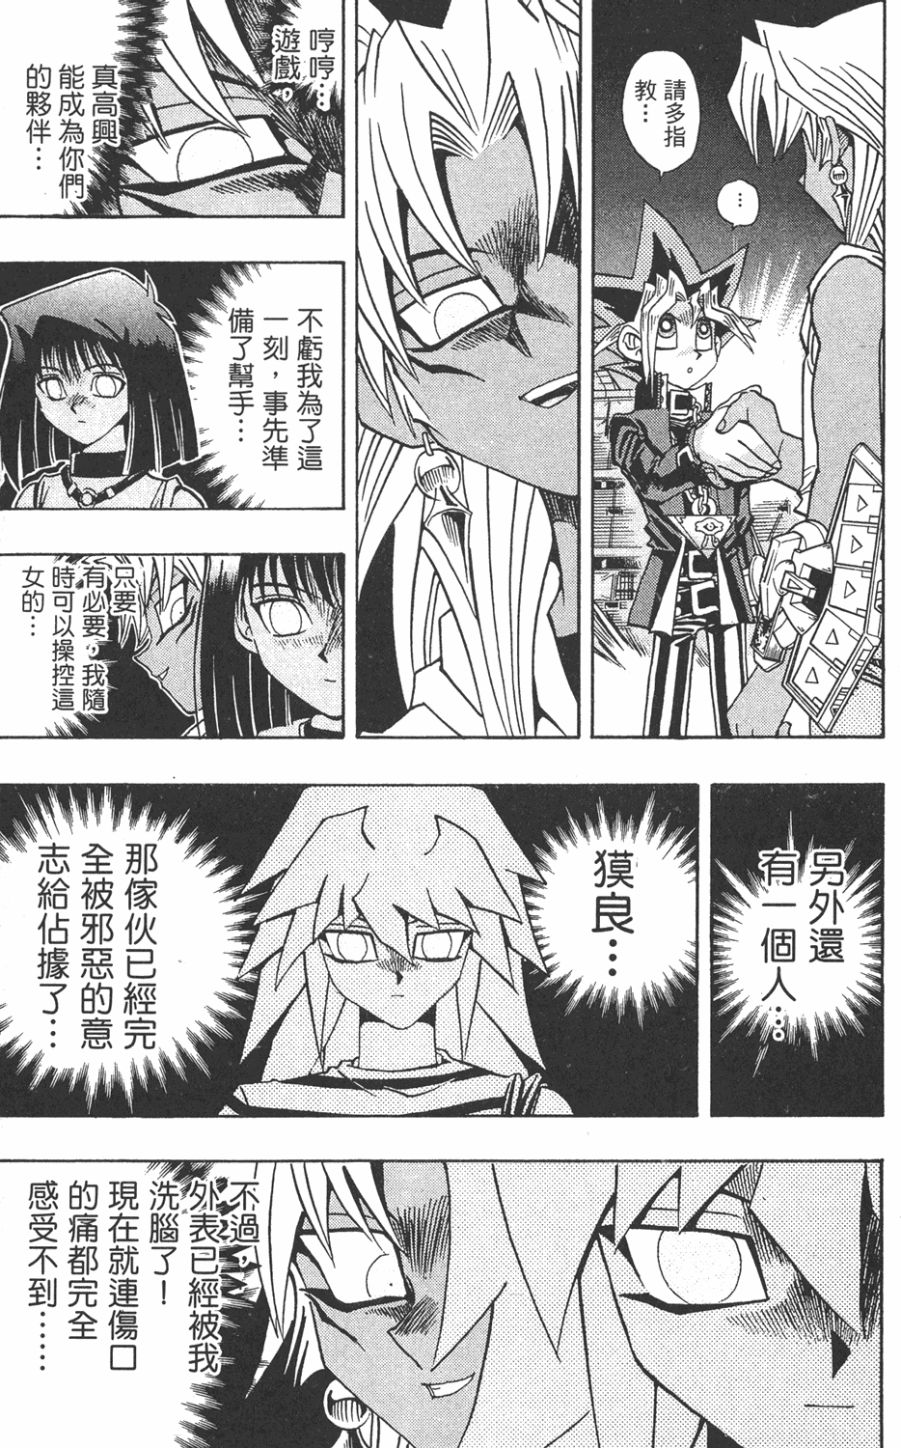 請多指
教…
…
哼哼…
遊戲，
真高興
能成為你們
的夥伴…
不虧我為了這
一刻，事先準
備了幫手…
只要
有必要，我隨
時可以操控這
女的…
另外還
有一個人…
獏良…
那傢伙已經完
全被邪惡的意
志給佔據了…
不過，
外表已經被我
洗腦了！
現在就連傷口
的痛都完全
感受不到……